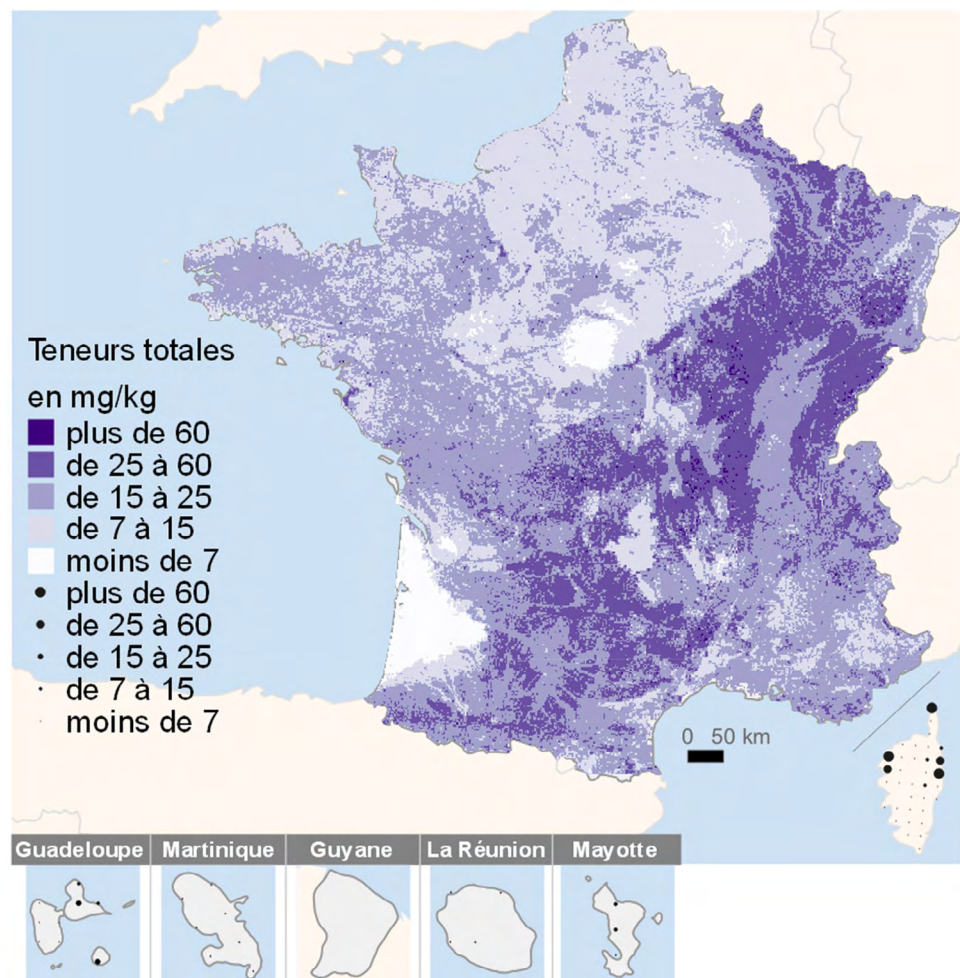 Teneurs totales
en mg/kg
plus de 60
de 25 à 60
de 15 à 25
de 7 à 15
moins de 7
plus de 60
de 25 à 60
de 15 à 25
de 7 à 15
moins de 7
0 50 km
Guadeloupe Martinique Guyane La Réunion Mayotte